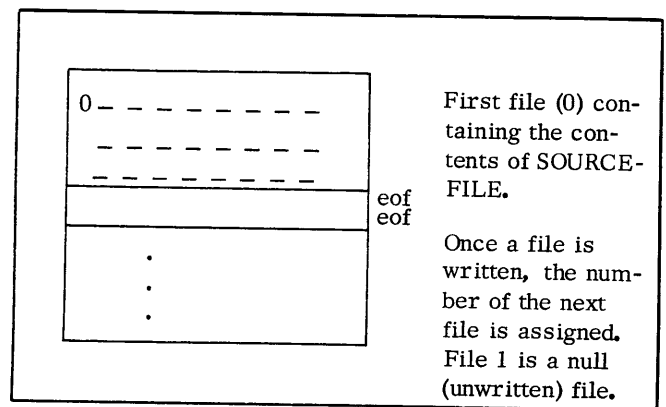 0
eof
eof
First file (0) con-
taining the con-
tents of SOURCE-
FILE.
Once a file is
written, the num-
ber of the next
file is assigned.
File 1 is a null
(unwritten) file.